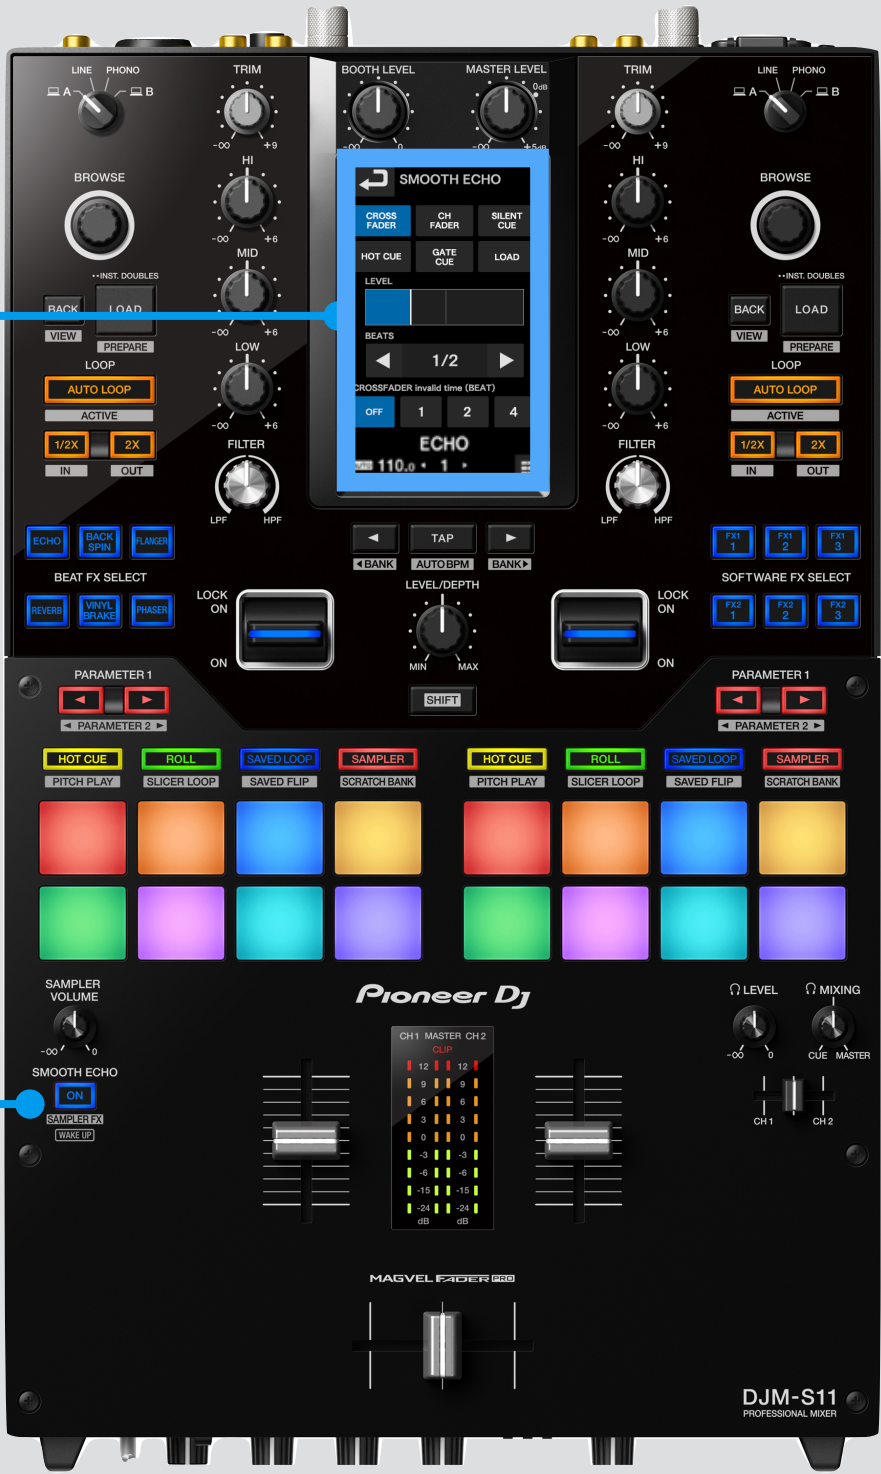 LINE PHONO
A B
TRIM
-∞ +9
BOOTH LEVEL
-∞ 0
MASTER LEVEL
0dB
-∞ +5dB
TRIM
-∞ +9
LINE PHONO
A B
BROWSE
HI
-∞ +6
SMOOTH ECHO
CROSS
FADER
CH
FADER
SILENT
CUE
HOT CUE
GATE
CUE
LOAD
LEVEL
BEATS
1/2
CROSSFADER invalid time (BEAT)
OFF 1 2 4
ECHO
AUTO 110.0 1
HI
-∞ +6
BROWSE
MID
-∞ +6
MID
-∞ +6
INST. DOUBLES
BACK LOAD
VIEW PREPARE
INST. DOUBLES
BACK LOAD
VIEW PREPARE
LOOP
AUTO LOOP
ACTIVE
1/2X 2X
IN OUT
LOW
-∞ +6
LOW
-∞ +6
LOOP
AUTO LOOP
ACTIVE
1/2X 2X
IN OUT
FILTER
LPF HPF
FILTER
LPF HPF
ECHO
BACK
SPIN
FLANGER
BEAT FX SELECT
REVERB
VINYL
BRAKE
PHASER
TAP
BANK AUTO BPM BANK
LEVEL/DEPTH
MIN MAX
SHIFT
LOCK
ON
ON
LOCK
ON
ON
FX1
1
FX1
2
FX1
3
SOFTWARE FX SELECT
FX2
1
FX2
2
FX2
3
PARAMETER 1
PARAMETER 2
PARAMETER 1
PARAMETER 2
HOT CUE ROLL SAVED LOOP SAMPLER
PITCH PLAY SLICER LOOP SAVED FLIP SCRATCH BANK
HOT CUE ROLL SAVED LOOP SAMPLER
PITCH PLAY SLICER LOOP SAVED FLIP SCRATCH BANK
SAMPLER
VOLUME
-∞ 0
SMOOTH ECHO
ON
SAMPLER FX
WAKE UP
Pioneer Dj
CH1 MASTER CH2
CLIP
12 12
9 9
6 6
3 3
0 0
-3 -3
-6 -6
-15 -15
-24 -24
dB dB
LEVEL
-∞ 0
MIXING
CUE MASTER
CH 1 CH 2
MAGVEL FADER PRO
DJM-S11
PROFESSIONAL MIXER